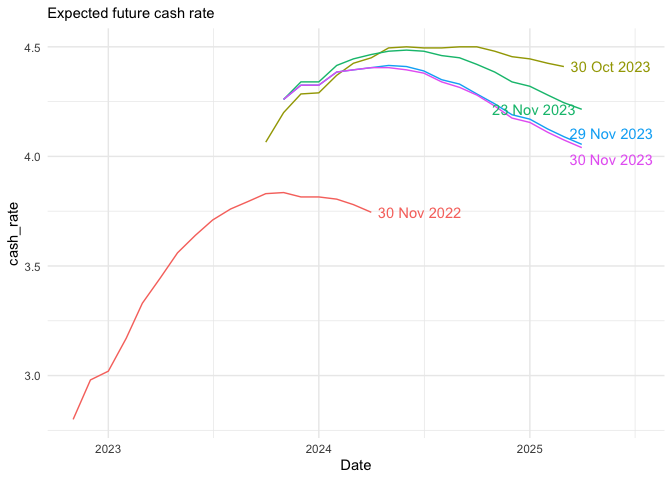 Expected future cash rate
4.5
30 Oct 2023
23 Nov 2023
4.0
29 Nov 2023
30 Nov 2023
30 Nov 2022
cash_rate
3.5
3.0
2023
2024
2025
Date